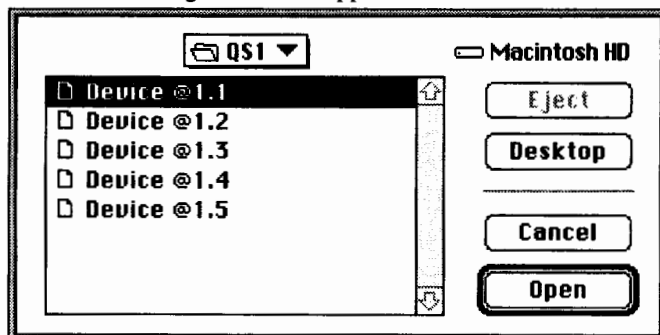 QS1
Macintosh HD
Device @1.1
Device @1.2
Device @1.3
Device @1.4
Device @1.5
Eject
Desktop
Cancel
Open